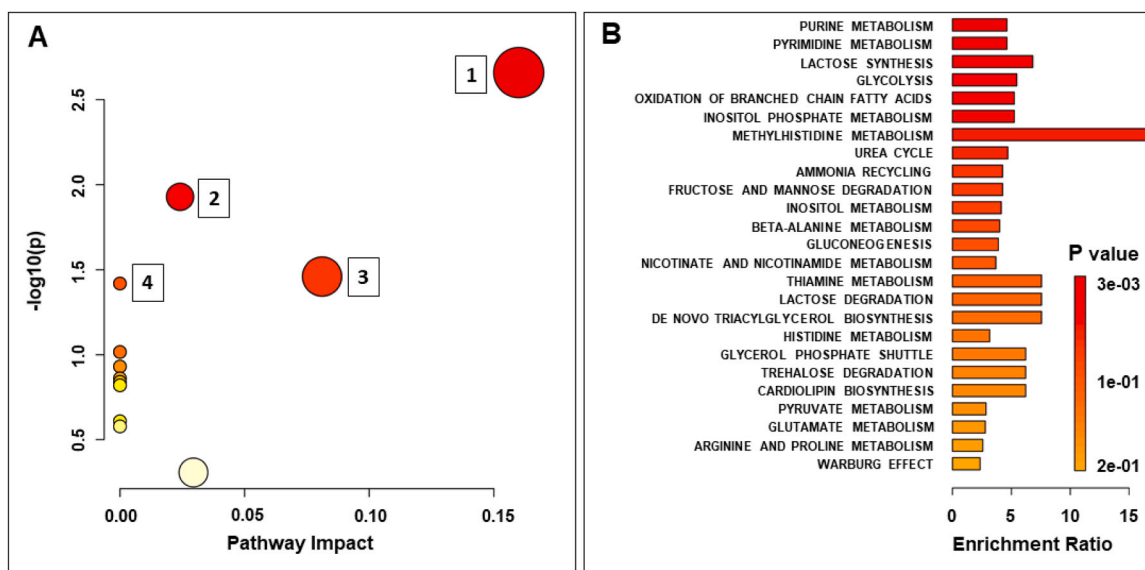 A
1
2
3
4
2.5
2.0
1.5
1.0
0.5
-log10(p)
0.00 0.05 0.10 0.15
Pathway Impact
B
PURINE METABOLISM
PYRIMIDINE METABOLISM
LACTOSE SYNTHESIS
GLYCOLYSIS
OXIDATION OF BRANCHED CHAIN FATTY ACIDS
INOSITOL PHOSPHATE METABOLISM
METHYLHISTIDINE METABOLISM
UREA CYCLE
AMMONIA RECYCLING
FRUCTOSE AND MANNOSE DEGRADATION
INOSITOL METABOLISM
BETA-ALANINE METABOLISM
GLUCONEOGENESIS
NICOTINATE AND NICOTINAMIDE METABOLISM
THIAMINE METABOLISM
LACTOSE DEGRADATION
DE NOVO TRIACYLGLYCEROL BIOSYNTHESIS
HISTIDINE METABOLISM
GLYCEROL PHOSPHATE SHUTTLE
TREHALOSE DEGRADATION
CARDIOLIPIN BIOSYNTHESIS
PYRUVATE METABOLISM
GLUTAMATE METABOLISM
ARGININE AND PROLINE METABOLISM
WARBURG EFFECT
P value
3e-03
1e-01
2e-01
0 5 10 15
Enrichment Ratio